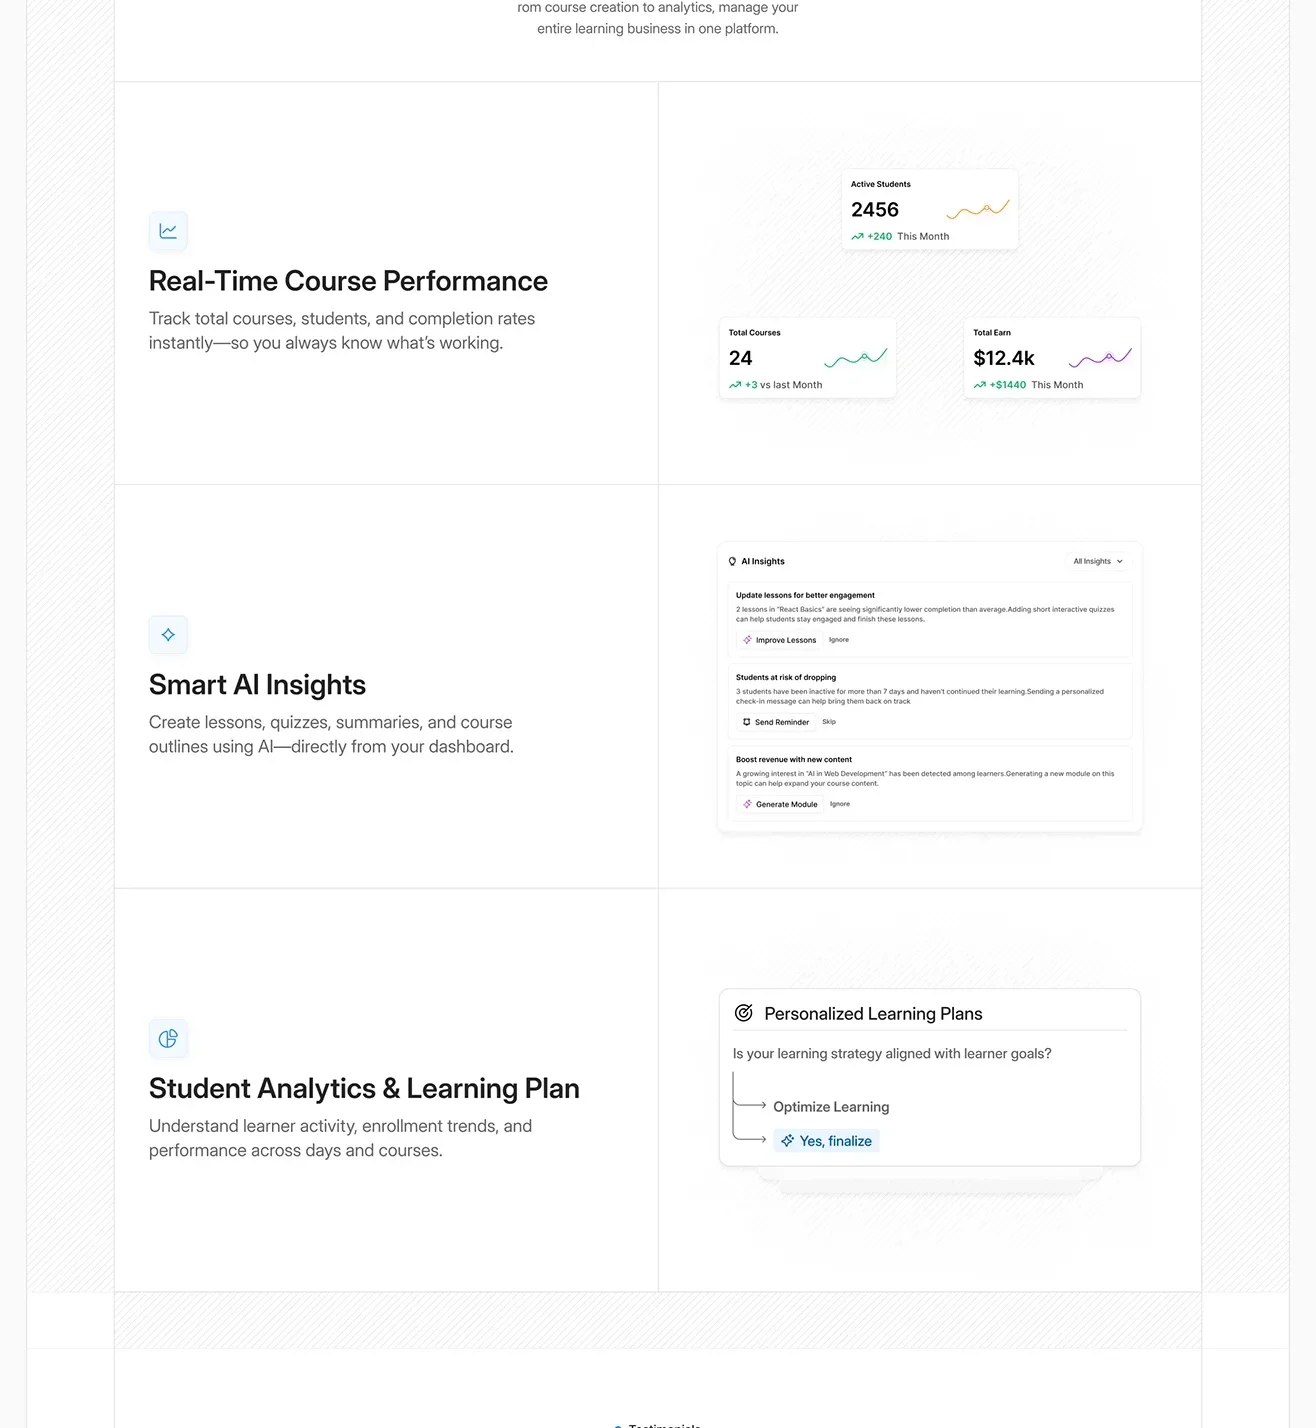 rom course creation to analytics, manage your
entire learning business in one platform.
Real-Time Course Performance
Track total courses, students, and completion rates
instantly—so you always know what's working.
Active Students
2456
+240 This Month
Total Courses
24
+3 vs last Month
Total Earn
$12.4k
+$1440 This Month
Smart AI Insights
Create lessons, quizzes, summaries, and course
outlines using AI—directly from your dashboard.
AI Insights
All Insights
Update lessons for better engagement
2 lessons in "React Basics" are seeing significantly lower completion than average.Adding short interactive quizzes
can help students stay engaged and finish these lessons.
Improve Lessons Ignore
Students at risk of dropping
3 students have been inactive for more than 7 days and haven't continued their learning.Sending a personalized
check-in message can help bring them back on track
Send Reminder Skip
Boost revenue with new content
A growing interest in "AI in Web Development" has been detected among learners.Generating a new module on this
topic can help expand your course content.
Generate Module Ignore
Student Analytics & Learning Plan
Understand learner activity, enrollment trends, and
performance across days and courses.
Personalized Learning Plans
Is your learning strategy aligned with learner goals?
Optimize Learning
Yes, finalize
Testimonials